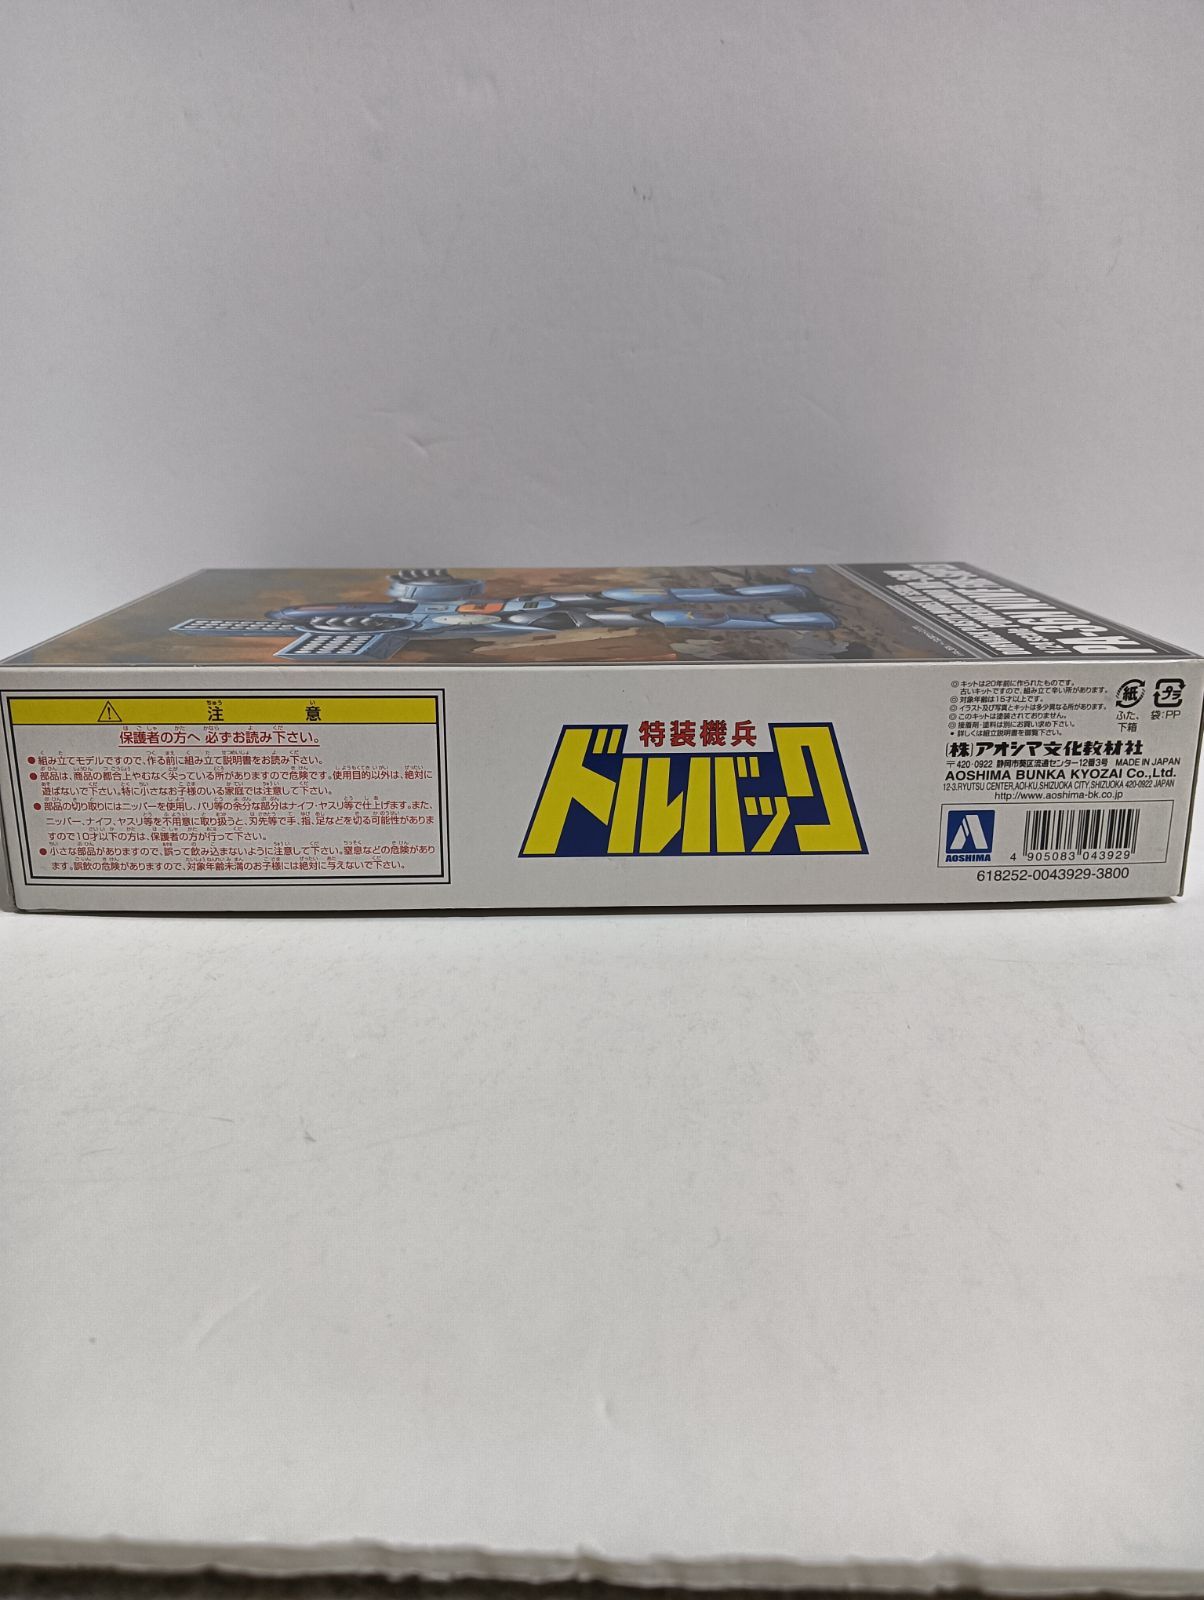 注 意
保護者の方へ 必ずお読み下さい。
●組み立てモデルですので、作る前に組み立て説明書をお読み下さい。
●部品は、商品の都合上やむなく尖っている所がありますので危険です。使用目的以外は、絶対に
遊ばないで下さい。特に小さなお子様のいる家庭では注意して下さい。
●部品の切り取りにはニッパーを使用し、バリ等の余分な部分はナイフ・ヤスリ等で仕上げます。また、
ニッパー、ナイフ、ヤスリ等を不用意に取り扱うと、刃先等で手、指、足などを切る可能性がありま
すので10才以下の方は、保護者の方が行って下さい。
●小さな部品がありますので、誤って飲み込まないように注意して下さい。窒息などの危険があり
ます。誤飲の危険がありますので、対象年齢未満のお子様には絶対に与えないで下さい。
特装機兵
ドルバック
◎キットは20年前に作られたものです。
古いキットですので、組み立て辛い所があります。
◎対象年齢は15才以上です。
◎イラスト及び写真とキットは多少異なる所があります。
◎このキットは塗装されておりません。
◎接着剤・塗料は別にお買い求め下さい。
●詳しくは組立説明書を御覧下さい。
紙 プラ
ふた、 袋:PP
下箱
(株)アオシマ文化教材社
〒420-0922 静岡市葵区流通センター12番3号 MADE IN JAPAN
AOSHIMA BUNKA KYOZAI Co.,Ltd.
12-3,RYUTSU CENTER,AOI-KU,SHIZUOKA CITY,SHIZUOKA 420-0922 JAPAN
http://www.aoshima-bk.co.jp
AOSHIMA
4 905083 043929
618252-0043929-3800